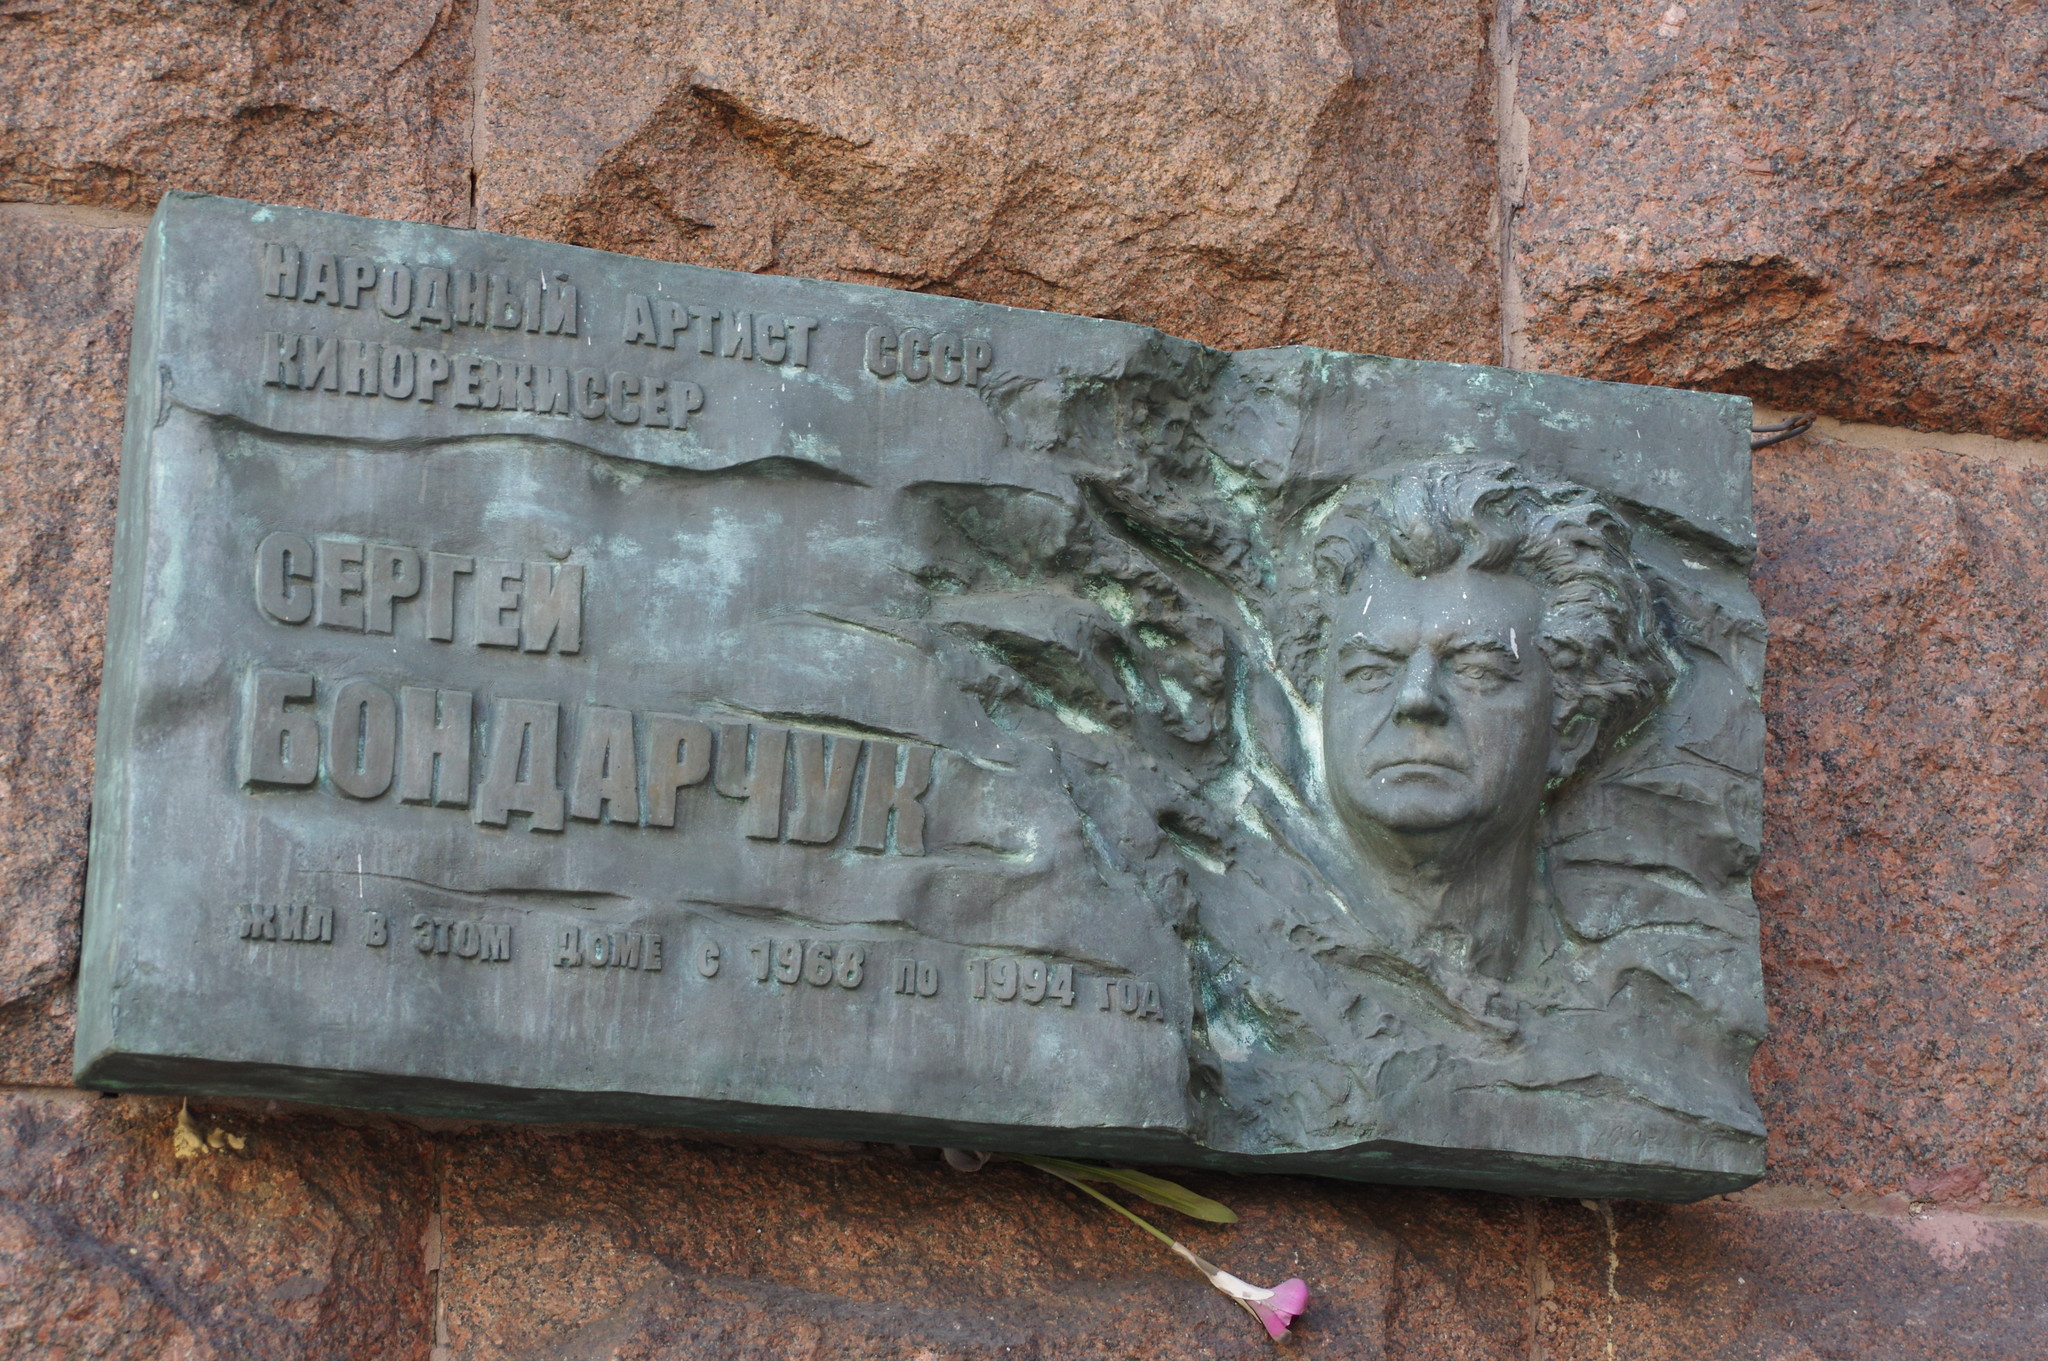 НАРОДНЫЙ АРТИСТ СССР
КИНОРЕЖИССЕР
СЕРГЕЙ
БОНДАРЧУК
ЖИЛ В ЭТОМ ДОМЕ С 1968 ПО 1994 ГОД